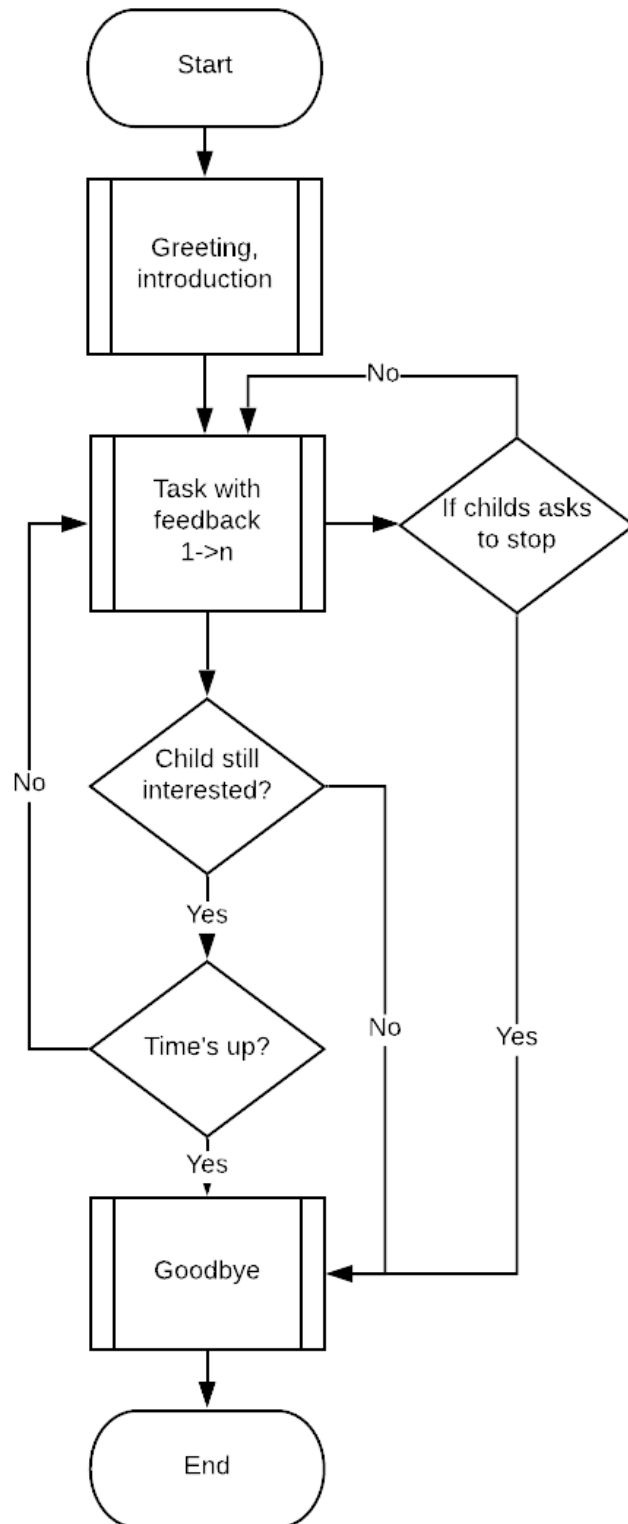 Start
Greeting,
introduction
No
Task with
feedback
1->n
If childs asks
to stop
Child still
interested?
No
Yes
Time's up?
No
Yes
Yes
Goodbye
End